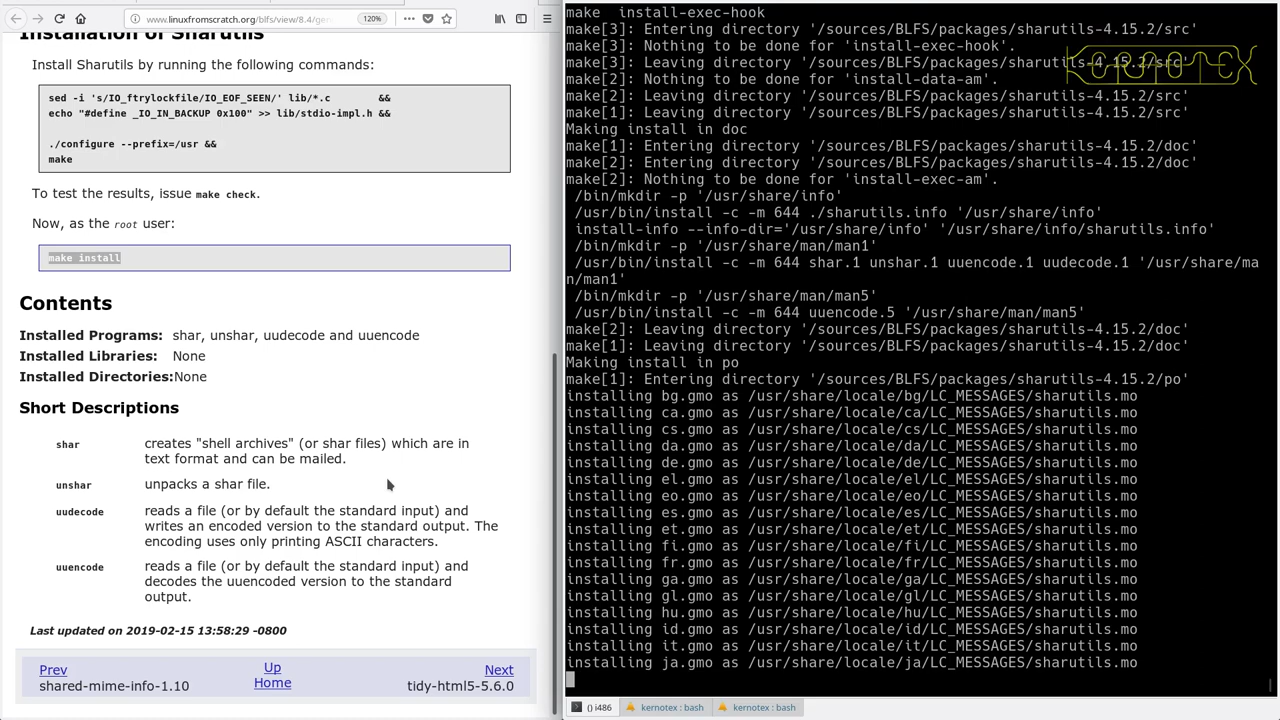 www.linuxfromscratch.org/blfs/view/8.4/gen
120%
Installation of Sharutils
Install Sharutils by running the following commands:
sed -i 's/IO_ftrylockfile/IO_EOF_SEEN/' lib/*.c &&
echo "#define _IO_IN_BACKUP 0x100" >> lib/stdio-impl.h &&
./configure --prefix=/usr &&
make
To test the results, issue make check.
Now, as the root user:
make install
Contents
Installed Programs: shar, unshar, uudecode and uuencode
Installed Libraries: None
Installed Directories:None
Short Descriptions
shar creates "shell archives" (or shar files) which are in
text format and can be mailed.
unshar unpacks a shar file.
uudecode reads a file (or by default the standard input) and
writes an encoded version to the standard output. The
encoding uses only printing ASCII characters.
uuencode reads a file (or by default the standard input) and
decodes the uuencoded version to the standard
output.
Last updated on 2019-02-15 13:58:29 -0800
Prev Up Next
shared-mime-info-1.10 Home tidy-html5-5.6.0
make  install-exec-hook
make[3]: Entering directory '/sources/BLFS/packages/sharutils-4.15.2/src'
make[3]: Nothing to be done for 'install-exec-hook'.
make[3]: Leaving directory '/sources/BLFS/packages/sharutils-4.15.2/src'
make[2]: Nothing to be done for 'install-data-am'.
make[2]: Leaving directory '/sources/BLFS/packages/sharutils-4.15.2/src'
make[1]: Leaving directory '/sources/BLFS/packages/sharutils-4.15.2/src'
Making install in doc
make[1]: Entering directory '/sources/BLFS/packages/sharutils-4.15.2/doc'
make[2]: Entering directory '/sources/BLFS/packages/sharutils-4.15.2/doc'
make[2]: Nothing to be done for 'install-exec-am'.
/bin/mkdir -p '/usr/share/info'
/usr/bin/install -c -m 644 ./sharutils.info '/usr/share/info'
install-info --info-dir='/usr/share/info' '/usr/share/info/sharutils.info'
/bin/mkdir -p '/usr/share/man/man1'
/usr/bin/install -c -m 644 shar.1 unshar.1 uuencode.1 uudecode.1 '/usr/share/ma
n/man1'
/bin/mkdir -p '/usr/share/man/man5'
/usr/bin/install -c -m 644 uuencode.5 '/usr/share/man/man5'
make[2]: Leaving directory '/sources/BLFS/packages/sharutils-4.15.2/doc'
make[1]: Leaving directory '/sources/BLFS/packages/sharutils-4.15.2/doc'
Making install in po
make[1]: Entering directory '/sources/BLFS/packages/sharutils-4.15.2/po'
installing bg.gmo as /usr/share/locale/bg/LC_MESSAGES/sharutils.mo
installing ca.gmo as /usr/share/locale/ca/LC_MESSAGES/sharutils.mo
installing cs.gmo as /usr/share/locale/cs/LC_MESSAGES/sharutils.mo
installing da.gmo as /usr/share/locale/da/LC_MESSAGES/sharutils.mo
installing de.gmo as /usr/share/locale/de/LC_MESSAGES/sharutils.mo
installing el.gmo as /usr/share/locale/el/LC_MESSAGES/sharutils.mo
installing eo.gmo as /usr/share/locale/eo/LC_MESSAGES/sharutils.mo
installing es.gmo as /usr/share/locale/es/LC_MESSAGES/sharutils.mo
installing et.gmo as /usr/share/locale/et/LC_MESSAGES/sharutils.mo
installing fi.gmo as /usr/share/locale/fi/LC_MESSAGES/sharutils.mo
installing fr.gmo as /usr/share/locale/fr/LC_MESSAGES/sharutils.mo
installing ga.gmo as /usr/share/locale/ga/LC_MESSAGES/sharutils.mo
installing gl.gmo as /usr/share/locale/gl/LC_MESSAGES/sharutils.mo
installing hu.gmo as /usr/share/locale/hu/LC_MESSAGES/sharutils.mo
installing id.gmo as /usr/share/locale/id/LC_MESSAGES/sharutils.mo
installing it.gmo as /usr/share/locale/it/LC_MESSAGES/sharutils.mo
installing ja.gmo as /usr/share/locale/ja/LC_MESSAGES/sharutils.mo
() i486 kernotex : bash kernotex : bash
KERNOTEX